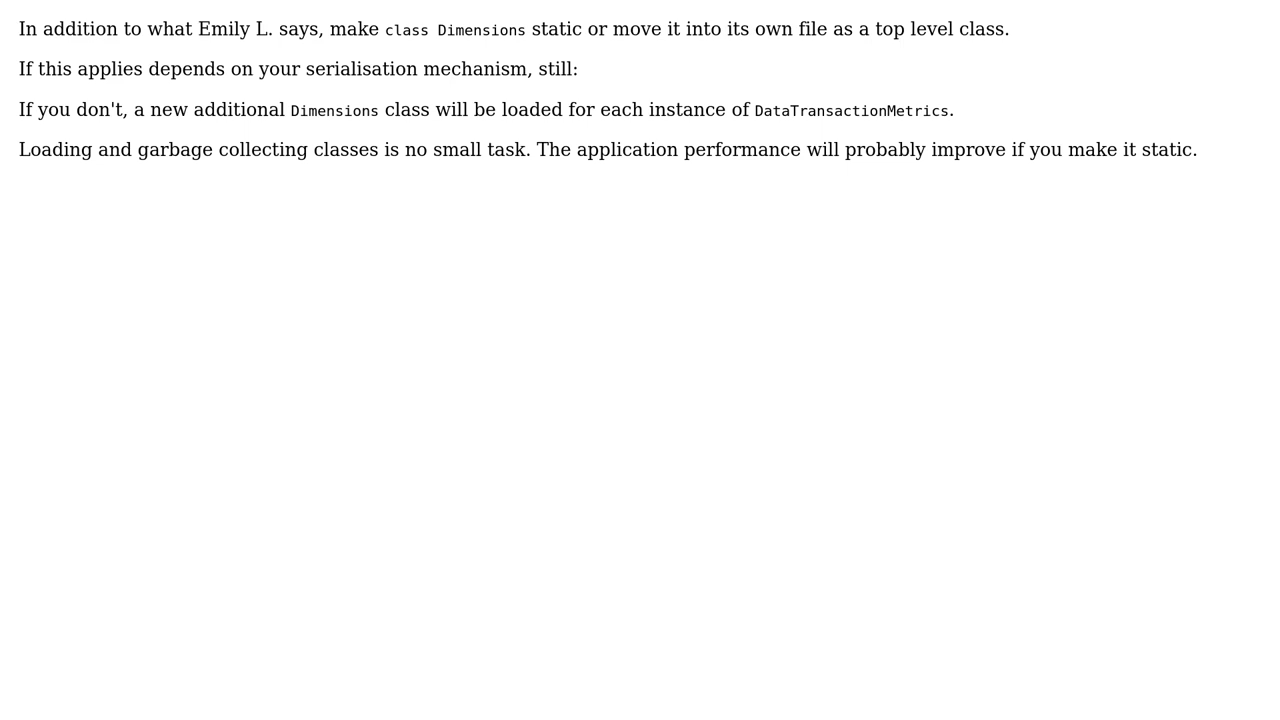 In addition to what Emily L. says, make class Dimensions static or move it into its own file as a top level class.
If this applies depends on your serialisation mechanism, still:
If you don't, a new additional Dimensions class will be loaded for each instance of DataTransactionMetrics.
Loading and garbage collecting classes is no small task. The application performance will probably improve if you make it static.